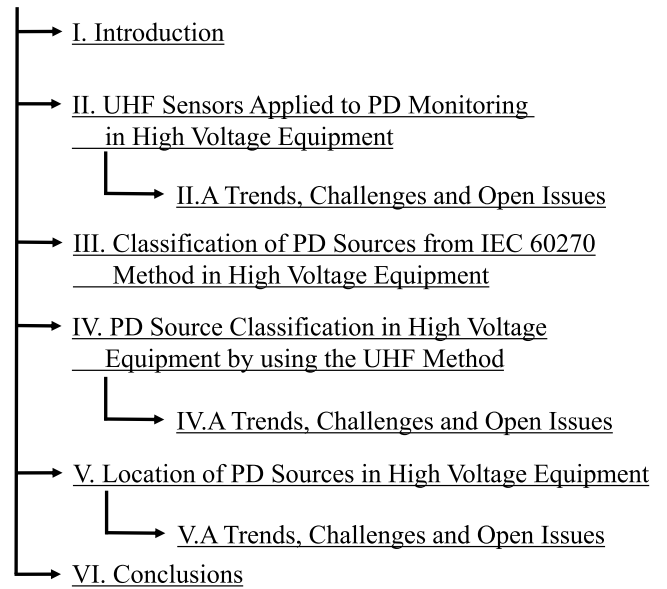 I. Introduction
II. UHF Sensors Applied to PD Monitoring
in High Voltage Equipment
II.A Trends, Challenges and Open Issues
III. Classification of PD Sources from IEC 60270
Method in High Voltage Equipment
IV. PD Source Classification in High Voltage
Equipment by using the UHF Method
IV.A Trends, Challenges and Open Issues
V. Location of PD Sources in High Voltage Equipment
V.A Trends, Challenges and Open Issues
VI. Conclusions